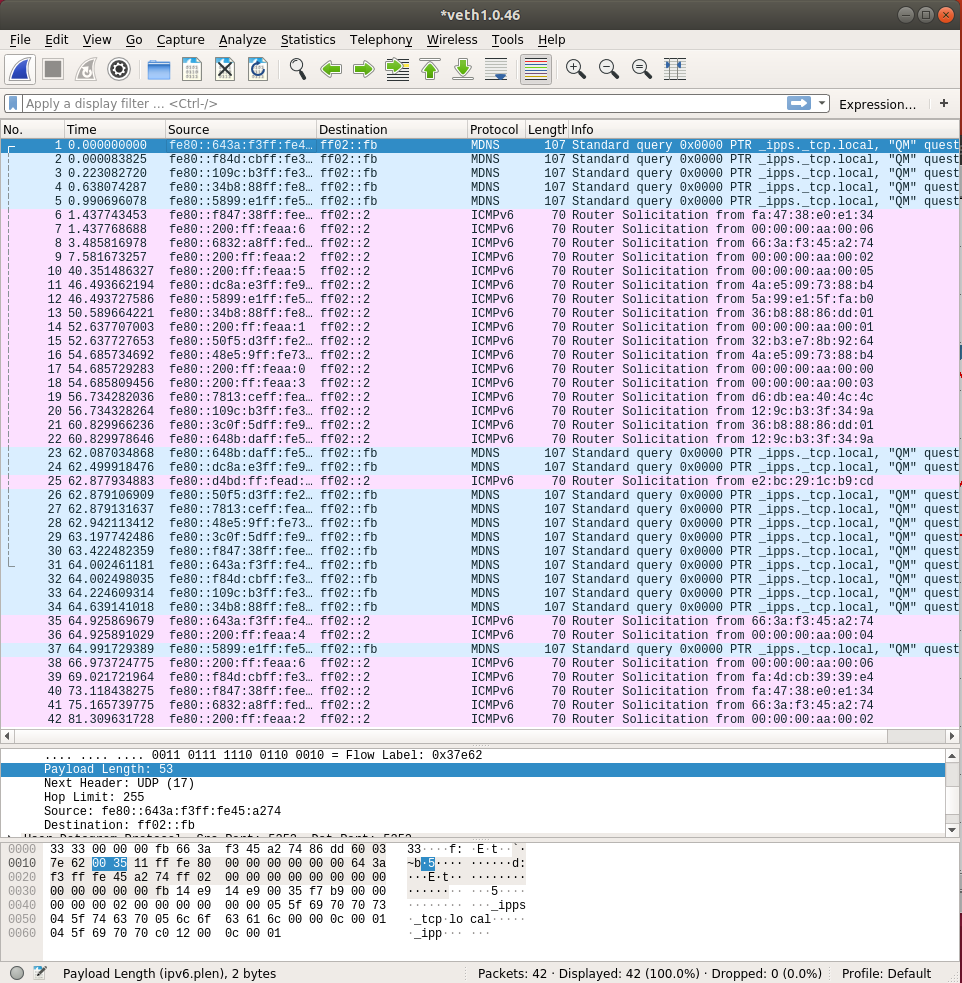 *veth1.0.46
File Edit View Go Capture Analyze Statistics Telephony Wireless Tools Help
Apply a display filter ... <Ctrl-/> Expression... +
No. Time Source Destination Protocol Length Info
1 0.000000000 fe80::643a:f3ff:fe4… ff02::fb MDNS 107 Standard query 0x0000 PTR _ipps._tcp.local, "QM" quest
2 0.000083825 fe80::f84d:cbff:fe3… ff02::fb MDNS 107 Standard query 0x0000 PTR _ipps._tcp.local, "QM" quest
3 0.223082720 fe80::109c:b3ff:fe3… ff02::fb MDNS 107 Standard query 0x0000 PTR _ipps._tcp.local, "QM" quest
4 0.638074287 fe80::34b8:88ff:fe8… ff02::fb MDNS 107 Standard query 0x0000 PTR _ipps._tcp.local, "QM" quest
5 0.990696078 fe80::5899:e1ff:fe5… ff02::fb MDNS 107 Standard query 0x0000 PTR _ipps._tcp.local, "QM" quest
6 1.437743453 fe80::f847:38ff:fee… ff02::2 ICMPv6 70 Router Solicitation from fa:47:38:e0:e1:34
7 1.437768688 fe80::200:ff:feaa:6 ff02::2 ICMPv6 70 Router Solicitation from 00:00:00:aa:00:06
8 3.485816978 fe80::6832:a8ff:fed… ff02::2 ICMPv6 70 Router Solicitation from 66:3a:f3:45:a2:74
9 7.581673257 fe80::200:ff:feaa:2 ff02::2 ICMPv6 70 Router Solicitation from 00:00:00:aa:00:02
10 40.351486327 fe80::200:ff:feaa:5 ff02::2 ICMPv6 70 Router Solicitation from 00:00:00:aa:00:05
11 46.493662194 fe80::dc8a:e3ff:fe9… ff02::2 ICMPv6 70 Router Solicitation from 4a:e5:09:73:88:b4
12 46.493727586 fe80::5899:e1ff:fe5… ff02::2 ICMPv6 70 Router Solicitation from 5a:99:e1:5f:fa:b0
13 50.589664221 fe80::34b8:88ff:fe8… ff02::2 ICMPv6 70 Router Solicitation from 36:b8:88:86:dd:01
14 52.637707003 fe80::200:ff:feaa:1 ff02::2 ICMPv6 70 Router Solicitation from 00:00:00:aa:00:01
15 52.637727653 fe80::50f5:d3ff:fe2… ff02::2 ICMPv6 70 Router Solicitation from 32:b3:e7:8b:92:64
16 54.685734692 fe80::48e5:9ff:fe73… ff02::2 ICMPv6 70 Router Solicitation from 4a:e5:09:73:88:b4
17 54.685729283 fe80::200:ff:feaa:0 ff02::2 ICMPv6 70 Router Solicitation from 00:00:00:aa:00:00
18 54.685809456 fe80::200:ff:feaa:3 ff02::2 ICMPv6 70 Router Solicitation from 00:00:00:aa:00:03
19 56.734282036 fe80::7813:ceff:fea… ff02::2 ICMPv6 70 Router Solicitation from d6:db:ea:40:4c:4c
20 56.734328264 fe80::109c:b3ff:fe3… ff02::2 ICMPv6 70 Router Solicitation from 12:9c:b3:3f:34:9a
21 60.829966236 fe80::3c0f:5dff:fe9… ff02::2 ICMPv6 70 Router Solicitation from 36:b8:88:86:dd:01
22 60.829978646 fe80::648b:daff:fe5… ff02::2 ICMPv6 70 Router Solicitation from 12:9c:b3:3f:34:9a
23 62.087034868 fe80::648b:daff:fe5… ff02::fb MDNS 107 Standard query 0x0000 PTR _ipps._tcp.local, "QM" quest
24 62.499918476 fe80::dc8a:e3ff:fe9… ff02::fb MDNS 107 Standard query 0x0000 PTR _ipps._tcp.local, "QM" quest
25 62.877934883 fe80::d4bd:ff:fead:… ff02::2 ICMPv6 70 Router Solicitation from e2:bc:29:1c:b9:cd
26 62.879106909 fe80::50f5:d3ff:fe2… ff02::fb MDNS 107 Standard query 0x0000 PTR _ipps._tcp.local, "QM" quest
27 62.879131637 fe80::7813:ceff:fea… ff02::fb MDNS 107 Standard query 0x0000 PTR _ipps._tcp.local, "QM" quest
28 62.942113412 fe80::48e5:9ff:fe73… ff02::fb MDNS 107 Standard query 0x0000 PTR _ipps._tcp.local, "QM" quest
29 63.197742486 fe80::3c0f:5dff:fe9… ff02::fb MDNS 107 Standard query 0x0000 PTR _ipps._tcp.local, "QM" quest
30 63.422482359 fe80::f847:38ff:fee… ff02::fb MDNS 107 Standard query 0x0000 PTR _ipps._tcp.local, "QM" quest
31 64.002461181 fe80::643a:f3ff:fe4… ff02::fb MDNS 107 Standard query 0x0000 PTR _ipps._tcp.local, "QM" quest
32 64.002498035 fe80::f84d:cbff:fe3… ff02::fb MDNS 107 Standard query 0x0000 PTR _ipps._tcp.local, "QM" quest
33 64.224609314 fe80::109c:b3ff:fe3… ff02::fb MDNS 107 Standard query 0x0000 PTR _ipps._tcp.local, "QM" quest
34 64.639141018 fe80::34b8:88ff:fe8… ff02::fb MDNS 107 Standard query 0x0000 PTR _ipps._tcp.local, "QM" quest
35 64.925869679 fe80::643a:f3ff:fe4… ff02::2 ICMPv6 70 Router Solicitation from 66:3a:f3:45:a2:74
36 64.925891029 fe80::200:ff:feaa:4 ff02::2 ICMPv6 70 Router Solicitation from 00:00:00:aa:00:04
37 64.991729389 fe80::5899:e1ff:fe5… ff02::fb MDNS 107 Standard query 0x0000 PTR _ipps._tcp.local, "QM" quest
38 66.973724775 fe80::200:ff:feaa:6 ff02::2 ICMPv6 70 Router Solicitation from 00:00:00:aa:00:06
39 69.021721964 fe80::f84d:cbff:fe3… ff02::2 ICMPv6 70 Router Solicitation from fa:4d:cb:39:39:e4
40 73.118438275 fe80::f847:38ff:fee… ff02::2 ICMPv6 70 Router Solicitation from fa:47:38:e0:e1:34
41 75.165739775 fe80::6832:a8ff:fed… ff02::2 ICMPv6 70 Router Solicitation from 66:3a:f3:45:a2:74
42 81.309631728 fe80::200:ff:feaa:2 ff02::2 ICMPv6 70 Router Solicitation from 00:00:00:aa:00:02
.... .... .... 0011 0111 1110 0110 0010 = Flow Label: 0x37e62
Payload Length: 53
Next Header: UDP (17)
Hop Limit: 255
Source: fe80::643a:f3ff:fe45:a274
Destination: ff02::fb
User Datagram Protocol, Src Port: 5353, Dst Port: 5353
0000 33 33 00 00 00 fb 66 3a f3 45 a2 74 86 dd 60 03 33····f: ·E·t··`·
0010 7e 62 00 35 11 ff fe 80 00 00 00 00 00 00 64 3a ~b·5···· ······d:
0020 f3 ff fe 45 a2 74 ff 02 00 00 00 00 00 00 00 00 ···E·t·· ········
0030 00 00 00 00 00 fb 14 e9 14 e9 00 35 f7 b9 00 00 ········ ···5····
0040 00 00 00 02 00 00 00 00 00 00 05 5f 69 70 70 73 ········ ···_ipps
0050 04 5f 74 63 70 05 6c 6f 63 61 6c 00 00 0c 00 01 ·_tcp·lo cal·····
0060 04 5f 69 70 70 c0 12 00 0c 00 01 ·_ipp··· ···
Payload Length (ipv6.plen), 2 bytes Packets: 42 · Displayed: 42 (100.0%) · Dropped: 0 (0.0%) Profile: Default